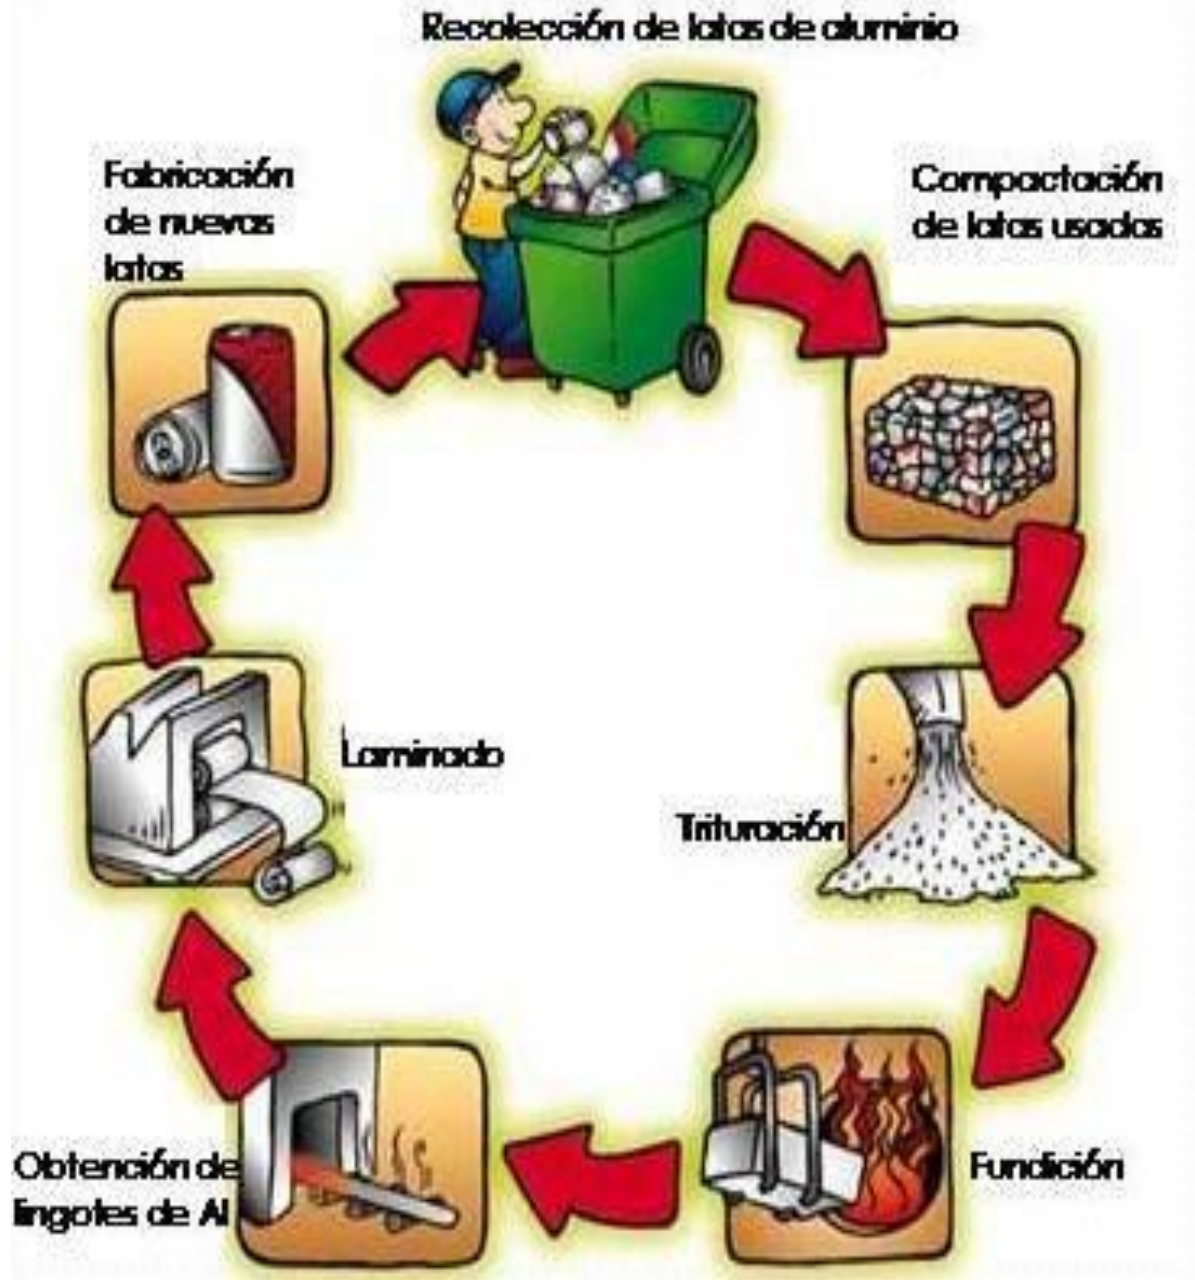 Recolección de latas de aluminio
Compactación
de latas usadas
Trituración
Fundición
Obtención de
lingotes de Al
Laminado
Fabricación
de nuevas
latas